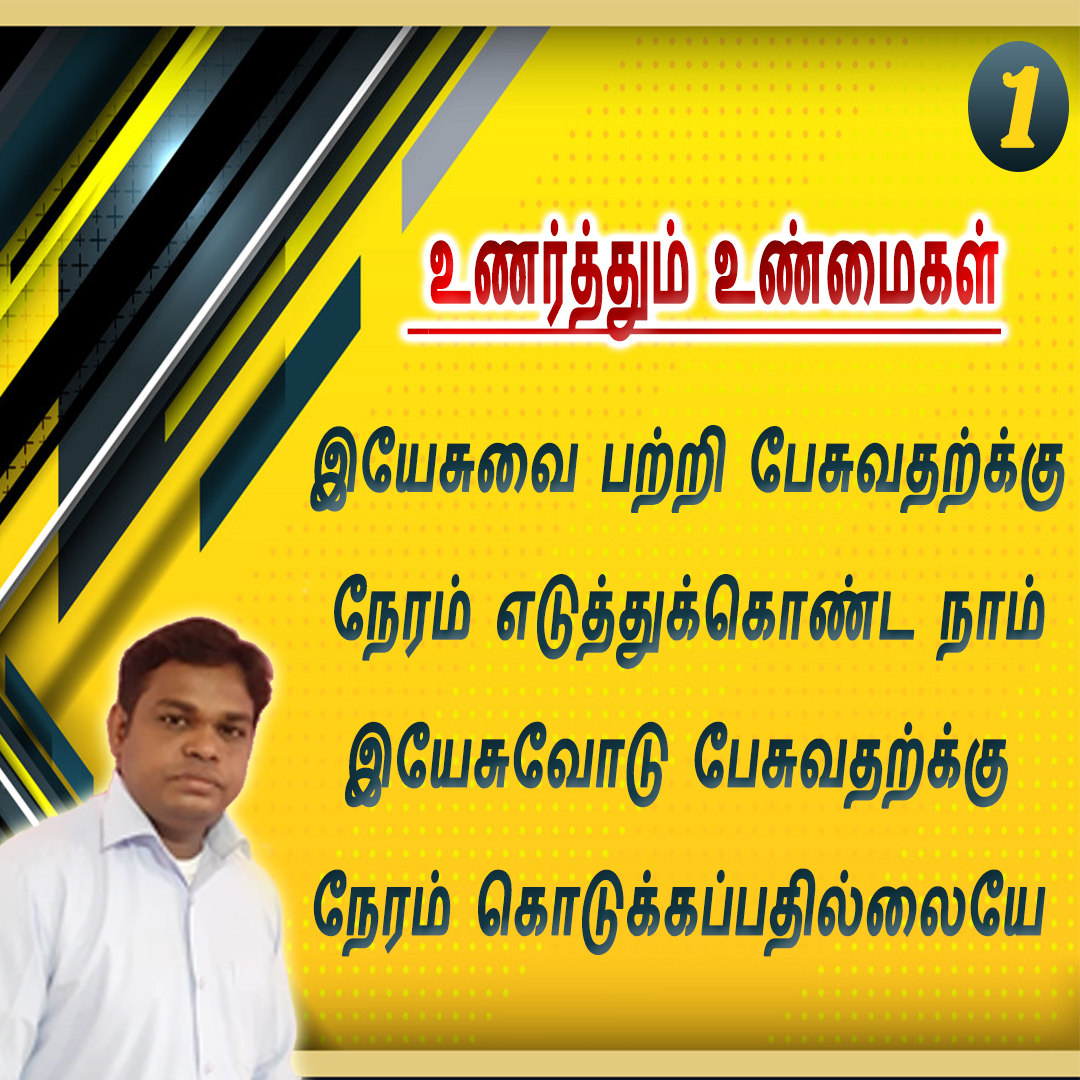 1
உணர்த்தும் உண்மைகள்
இயேசுவை பற்றி பேசுவதற்க்கு
நேரம் எடுத்துக்கொண்ட நாம்
இயேசுவோடு பேசுவதற்க்கு
நேரம் கொடுக்கப்பதில்லையே